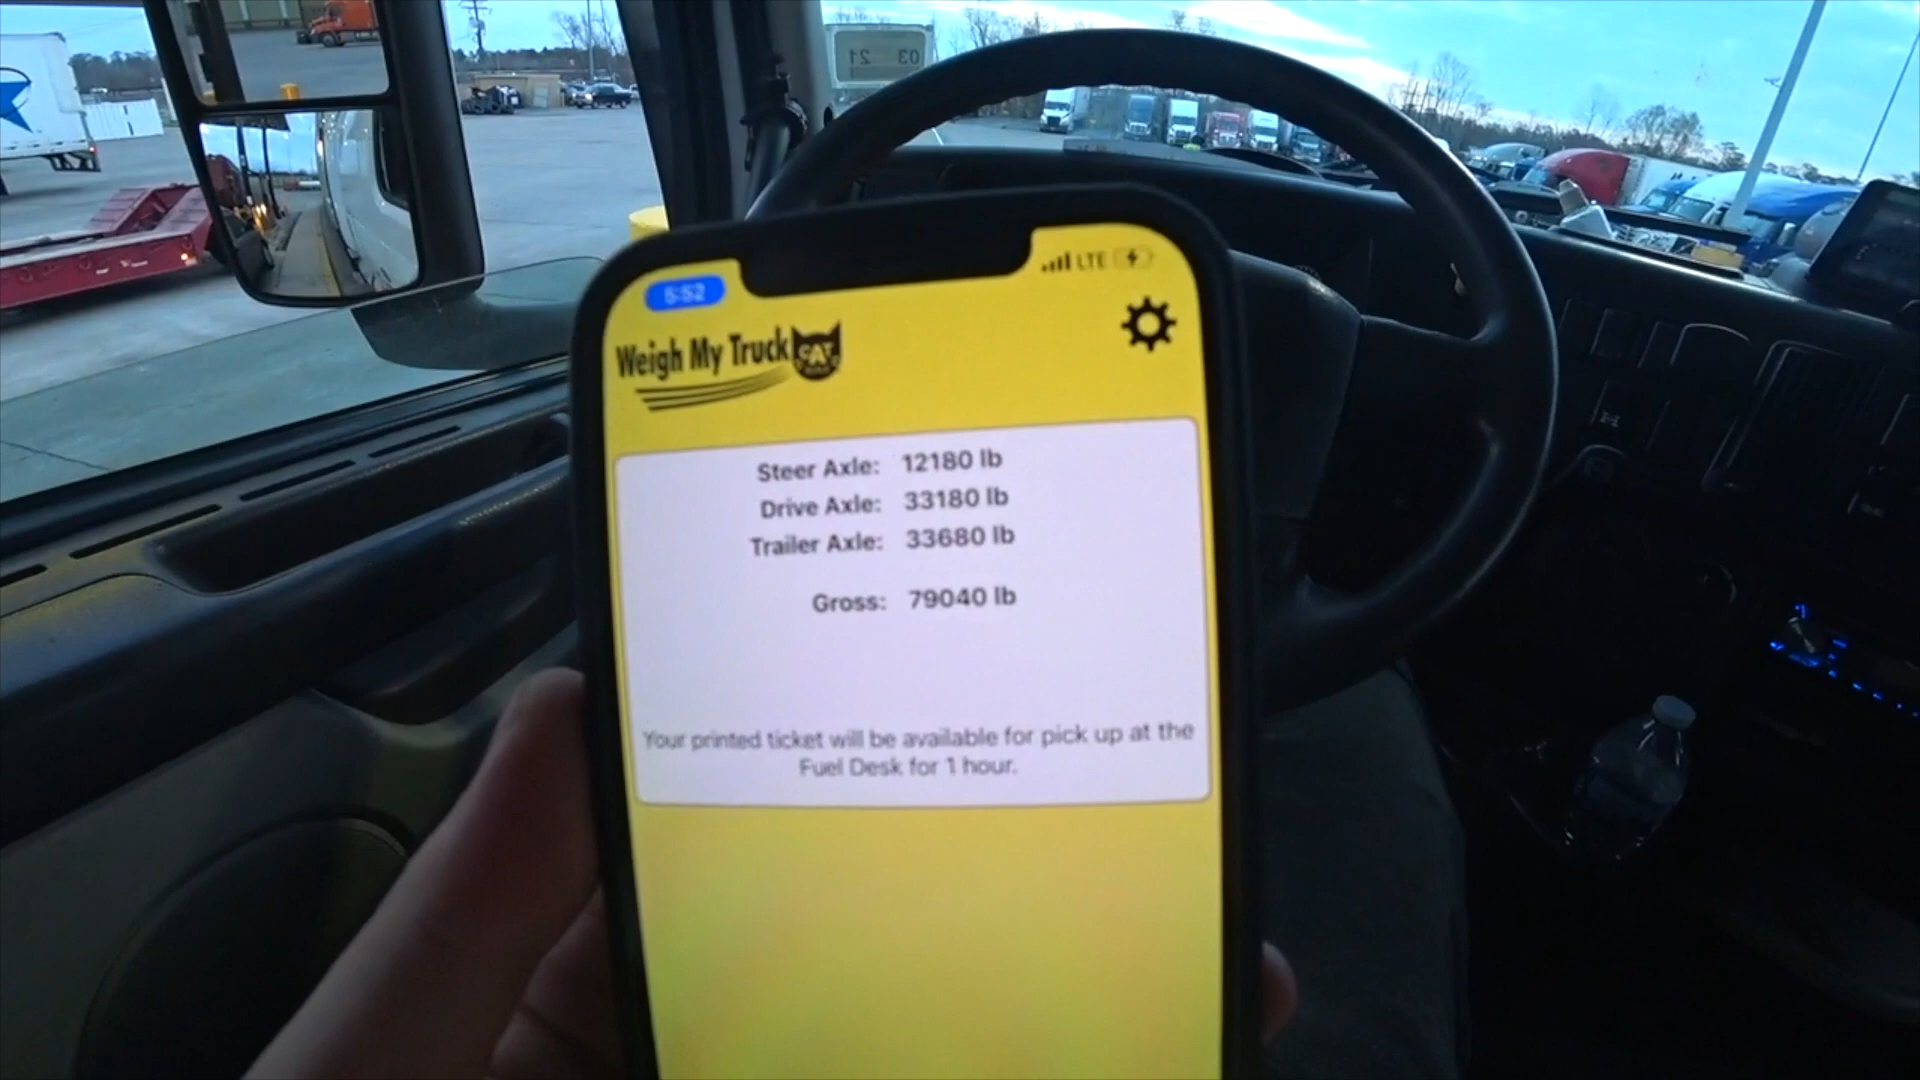 03 21
5:52
LTE
Weigh My Truck CAT
Steer Axle: 12180 lb
Drive Axle: 33180 lb
Trailer Axle: 33680 lb
Gross: 79040 lb
Your printed ticket will be available for pick up at the
Fuel Desk for 1 hour.